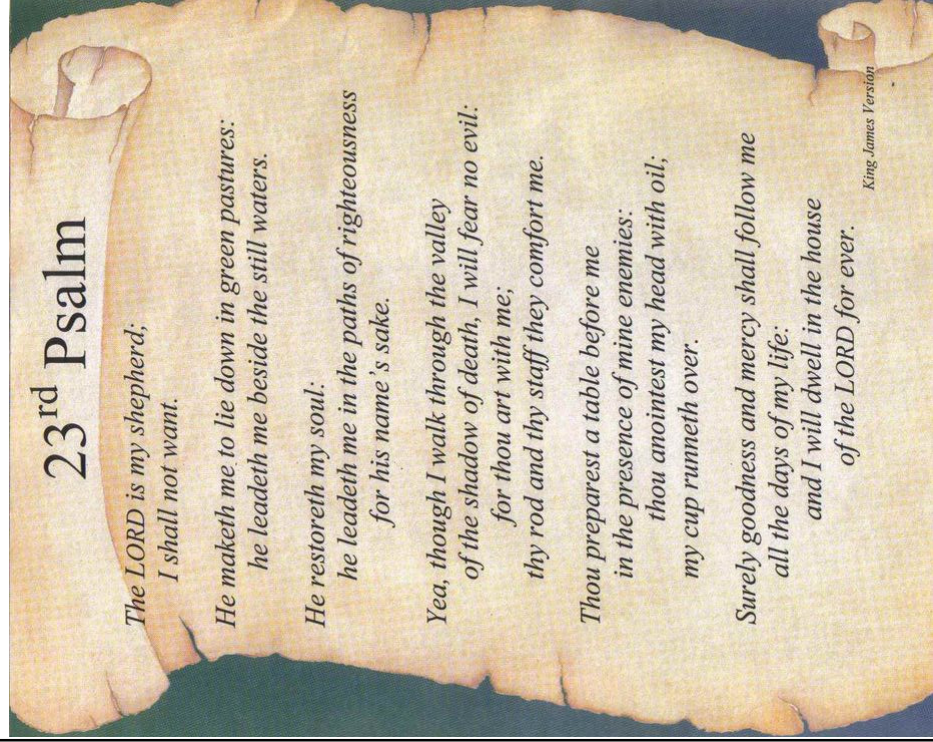 23rd Psalm
The LORD is my shepherd;
I shall not want.
He maketh me to lie down in green pastures:
he leadeth me beside the still waters.
He restoreth my soul:
he leadeth me in the paths of righteousness
for his name's sake.
Yea, though I walk through the valley
of the shadow of death, I will fear no evil:
for thou art with me;
thy rod and thy staff they comfort me.
Thou preparest a table before me
in the presence of mine enemies:
thou anointest my head with oil;
my cup runneth over.
Surely goodness and mercy shall follow me
all the days of my life:
and I will dwell in the house
of the LORD for ever.
King James Version